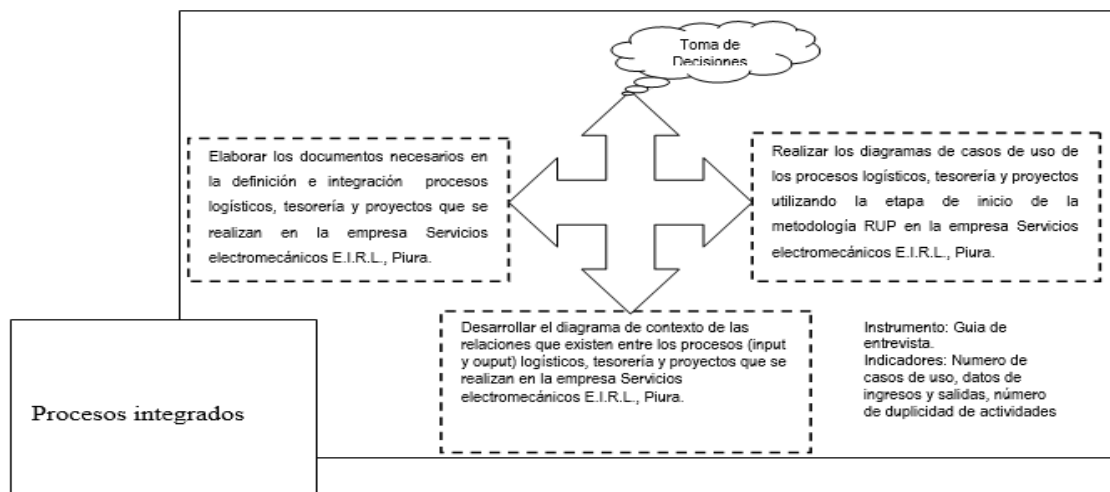 Toma de
Decisiones
Elaborar los documentos necesarios en
la definición e integración procesos
logísticos, tesorería y proyectos que se
realizan en la empresa Servicios
electromecánicos E.I.R.L., Piura.
Realizar los diagramas de casos de uso de
los procesos logísticos, tesorería y proyectos
utilizando la etapa de inicio de la
metodología RUP en la empresa Servicios
electromecánicos E.I.R.L., Piura.
Desarrollar el diagrama de contexto de las
relaciones que existen entre los procesos (input
y ouput) logísticos, tesorería y proyectos que se
realizan en la empresa Servicios
electromecánicos E.I.R.L., Piura.
Instrumento: Guia de
entrevista.
Indicadores: Numero de
casos de uso, datos de
ingresos y salidas, número
de duplicidad de actividades
Procesos integrados